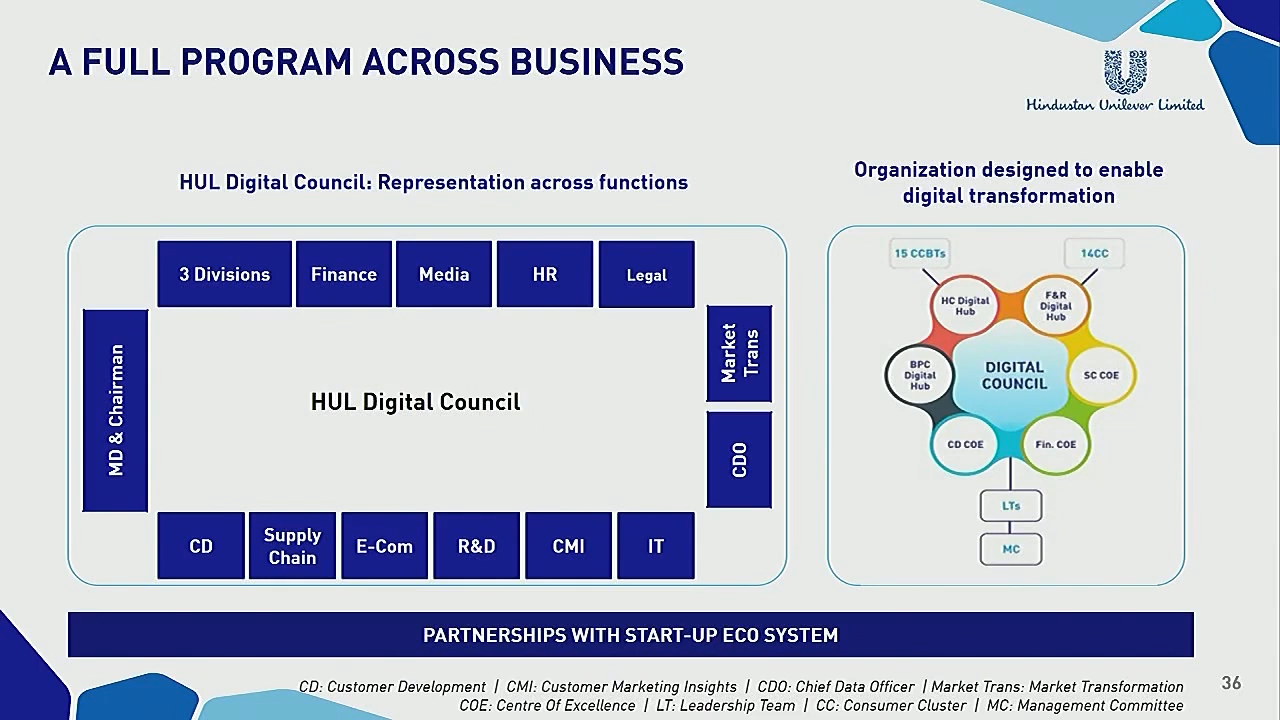 A FULL PROGRAM ACROSS BUSINESS
Hindustan Unilever Limited
HUL Digital Council: Representation across functions
3 Divisions
Finance
Media
HR
Legal
MD & Chairman
HUL Digital Council
Market
Trans
CDO
CD
Supply
Chain
E-Com
R&D
CMI
IT
Organization designed to enable
digital transformation
15 CCBTs
14CC
HC Digital
Hub
F&R
Digital
Hub
BPC
Digital
Hub
DIGITAL
COUNCIL
SC COE
CD COE
Fin. COE
LTs
MC
PARTNERSHIPS WITH START-UP ECO SYSTEM
CD: Customer Development | CMI: Customer Marketing Insights | CDO: Chief Data Officer | Market Trans: Market Transformation
COE: Centre Of Excellence | LT: Leadership Team | CC: Consumer Cluster | MC: Management Committee
36